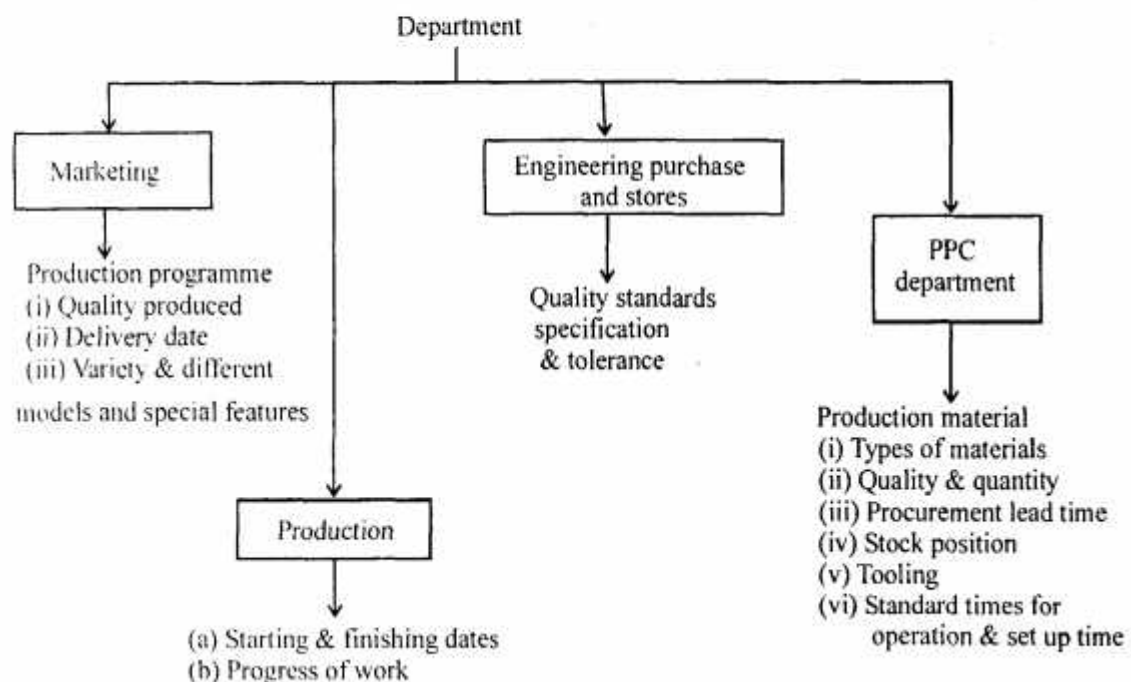 Department
Marketing
Production programme
(i) Quality produced
(ii) Delivery date
(iii) Variety & different
models and special features
Production
(a) Starting & finishing dates
(b) Progress of work
Engineering purchase
and stores
Quality standards
specification
& tolerance
PPC
department
Production material
(i) Types of materials
(ii) Quality & quantity
(iii) Procurement lead time
(iv) Stock position
(v) Tooling
(vi) Standard times for
operation & set up time